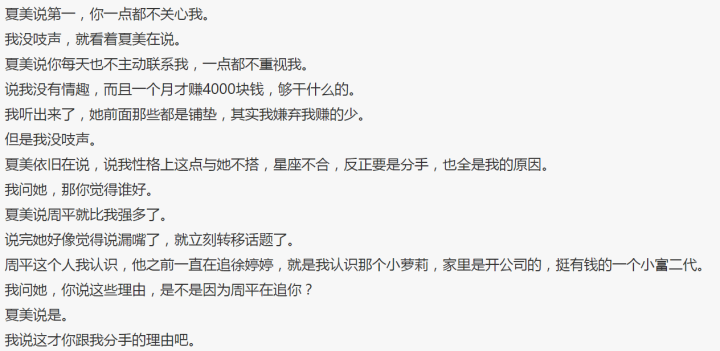 夏美说第一，你一点都不关心我。
我没吱声，就看着夏美在说。
夏美说你每天也不主动联系我，一点都不重视我。
说我没有情趣，而且一个月才赚4000块钱，够干什么的。
我听出来了，她前面那些都是铺垫，其实我嫌弃我赚的少。
但是我没吱声。
夏美依旧在说，说我性格上这点与她不搭，星座不合，反正要是分手，也全是我的原因。
我问她，那你觉得谁好。
夏美说周平就比我强多了。
说完她好像觉得说漏嘴了，就立刻转移话题了。
周平这个人我认识，他之前一直在追徐婷婷，就是我认识那个小萝莉，家里是开公司的，挺有钱的一个小富二代。
我问她，你说这些理由，是不是因为周平在追你？
夏美说是。
我说这才你跟我分手的理由吧。